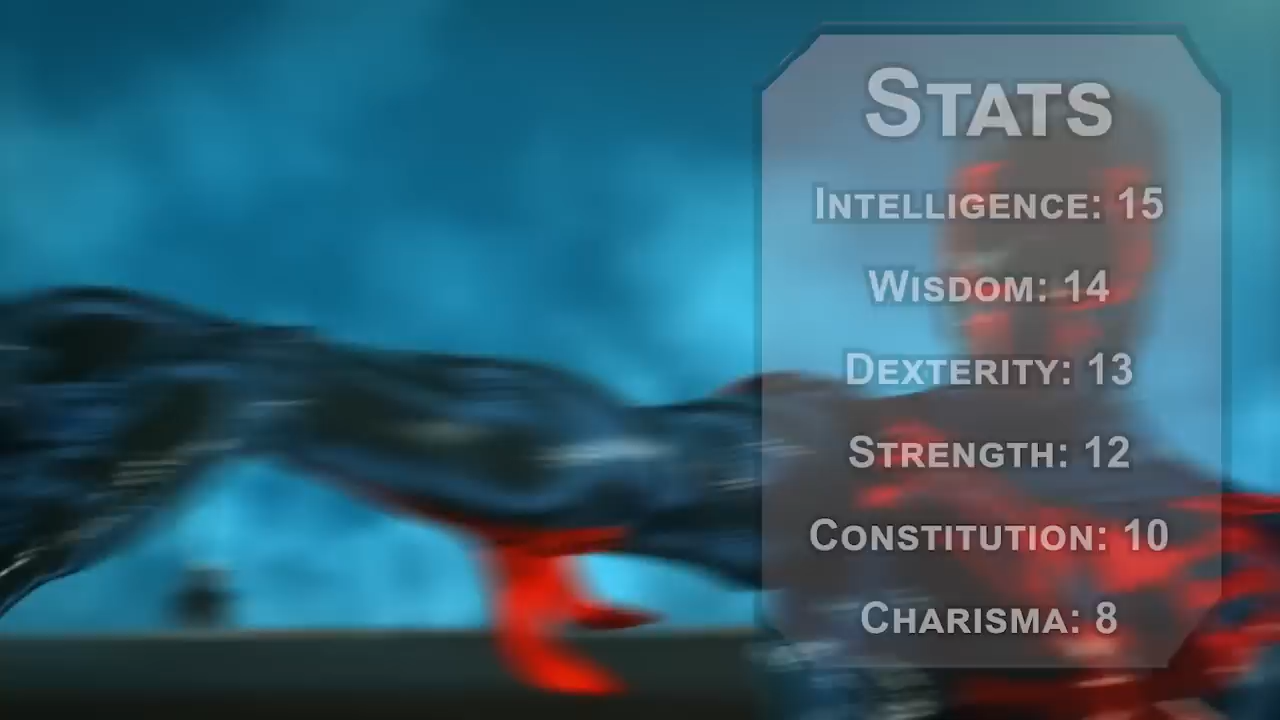 STATS
INTELLIGENCE: 15
WISDOM: 14
DEXTERITY: 13
STRENGTH: 12
CONSTITUTION: 10
CHARISMA: 8